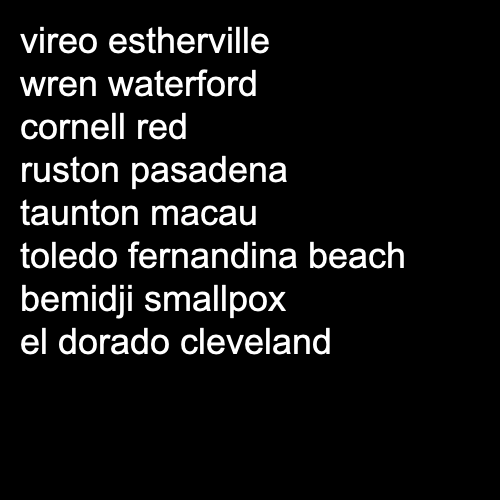 vireo estherville
wren waterford
cornell red
ruston pasadena
taunton macau
toledo fernandina beach
bemidji smallpox
el dorado cleveland